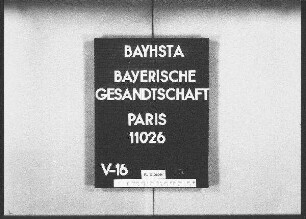 BAYHSTA
BAYERISCHE
GESANDTSCHAFT
PARIS
11026
V-16